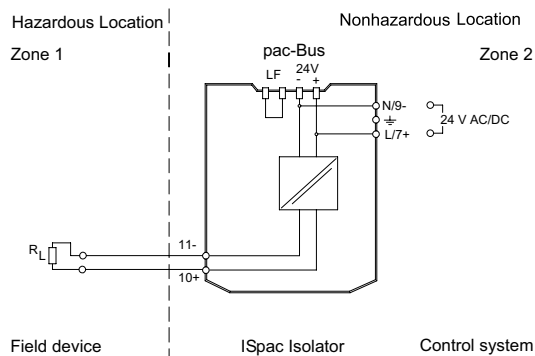 Hazardous Location
Nonhazardous Location
Zone 1
Zone 2
pac-Bus
LF
24V
- +
N/9-
24 V AC/DC
L/7+
11-
RL
10+
Field device
ISpac Isolator
Control system